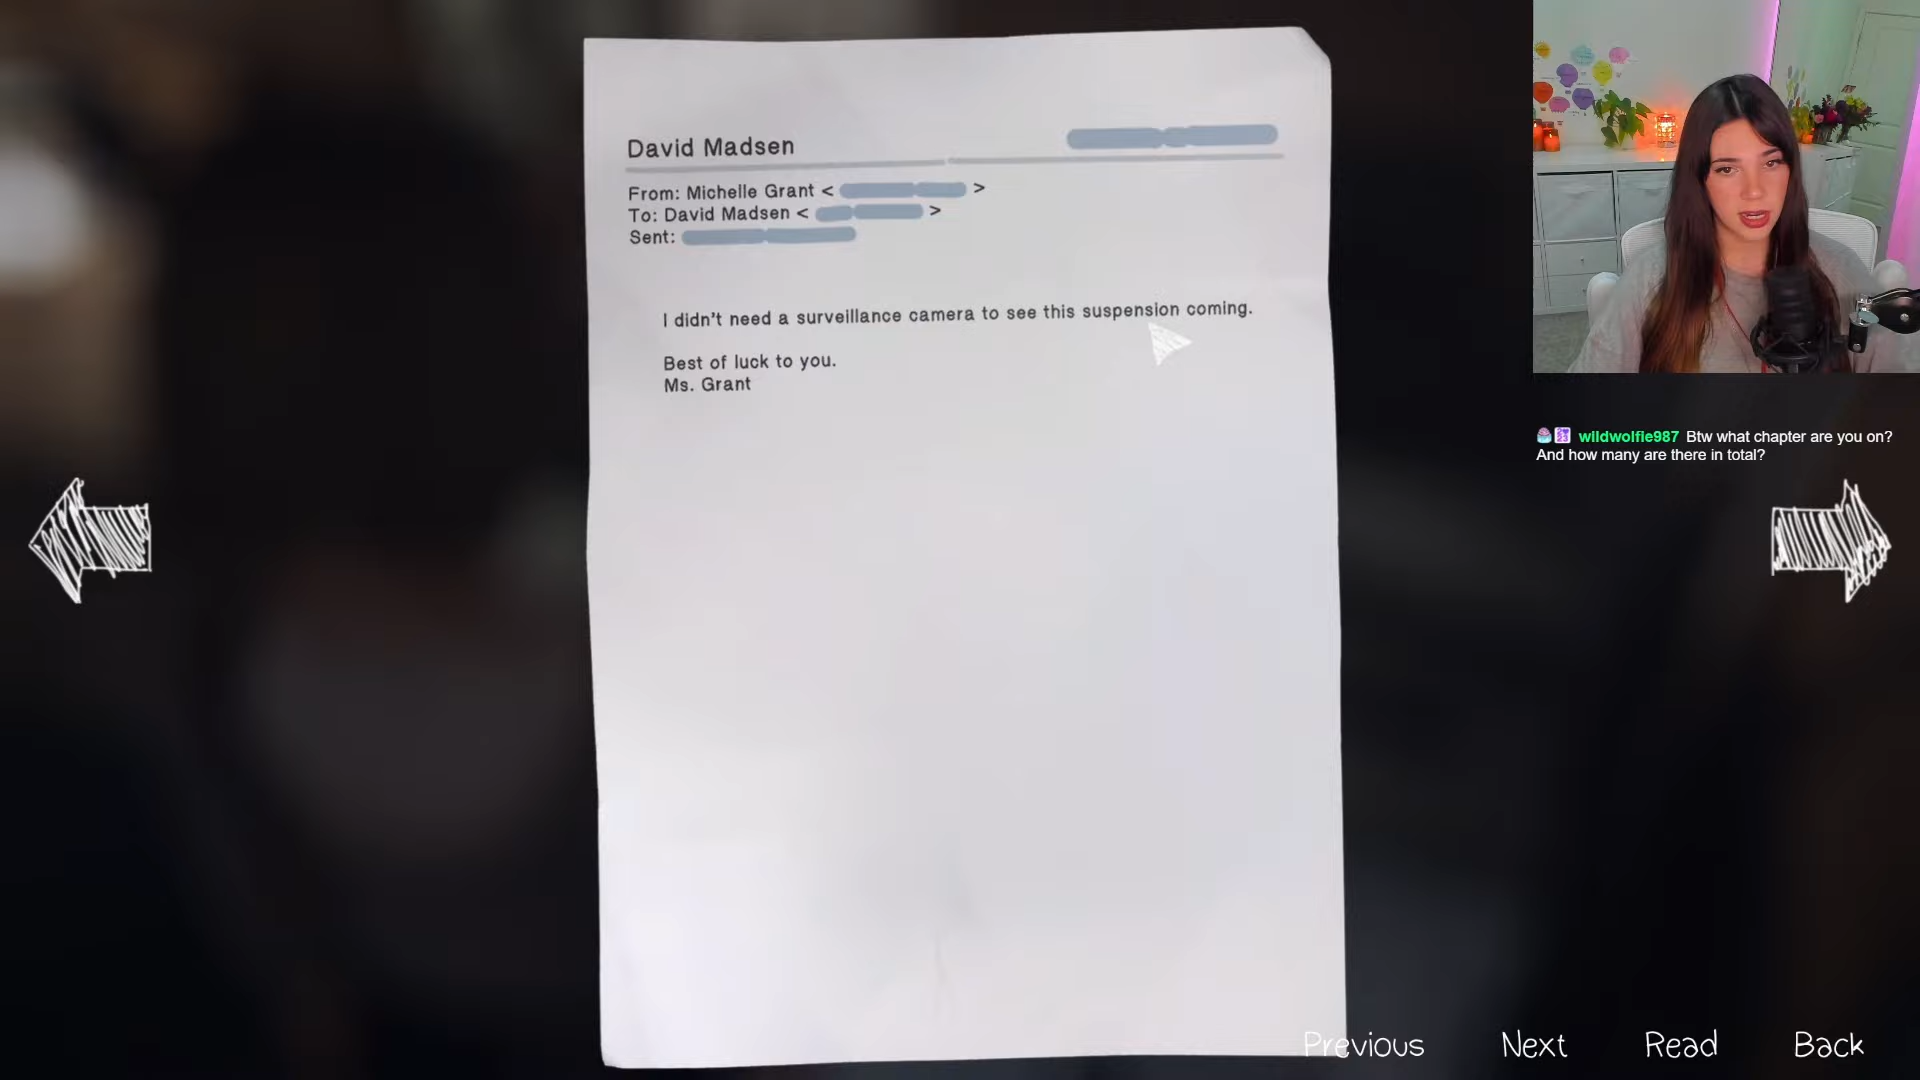 David Madsen
From: Michelle Grant < >
To: David Madsen < >
Sent:
I didn't need a surveillance camera to see this suspension coming.
Best of luck to you.
Ms. Grant
wildwolfie987 Btw what chapter are you on?
And how many are there in total?
Previous Next Read Back